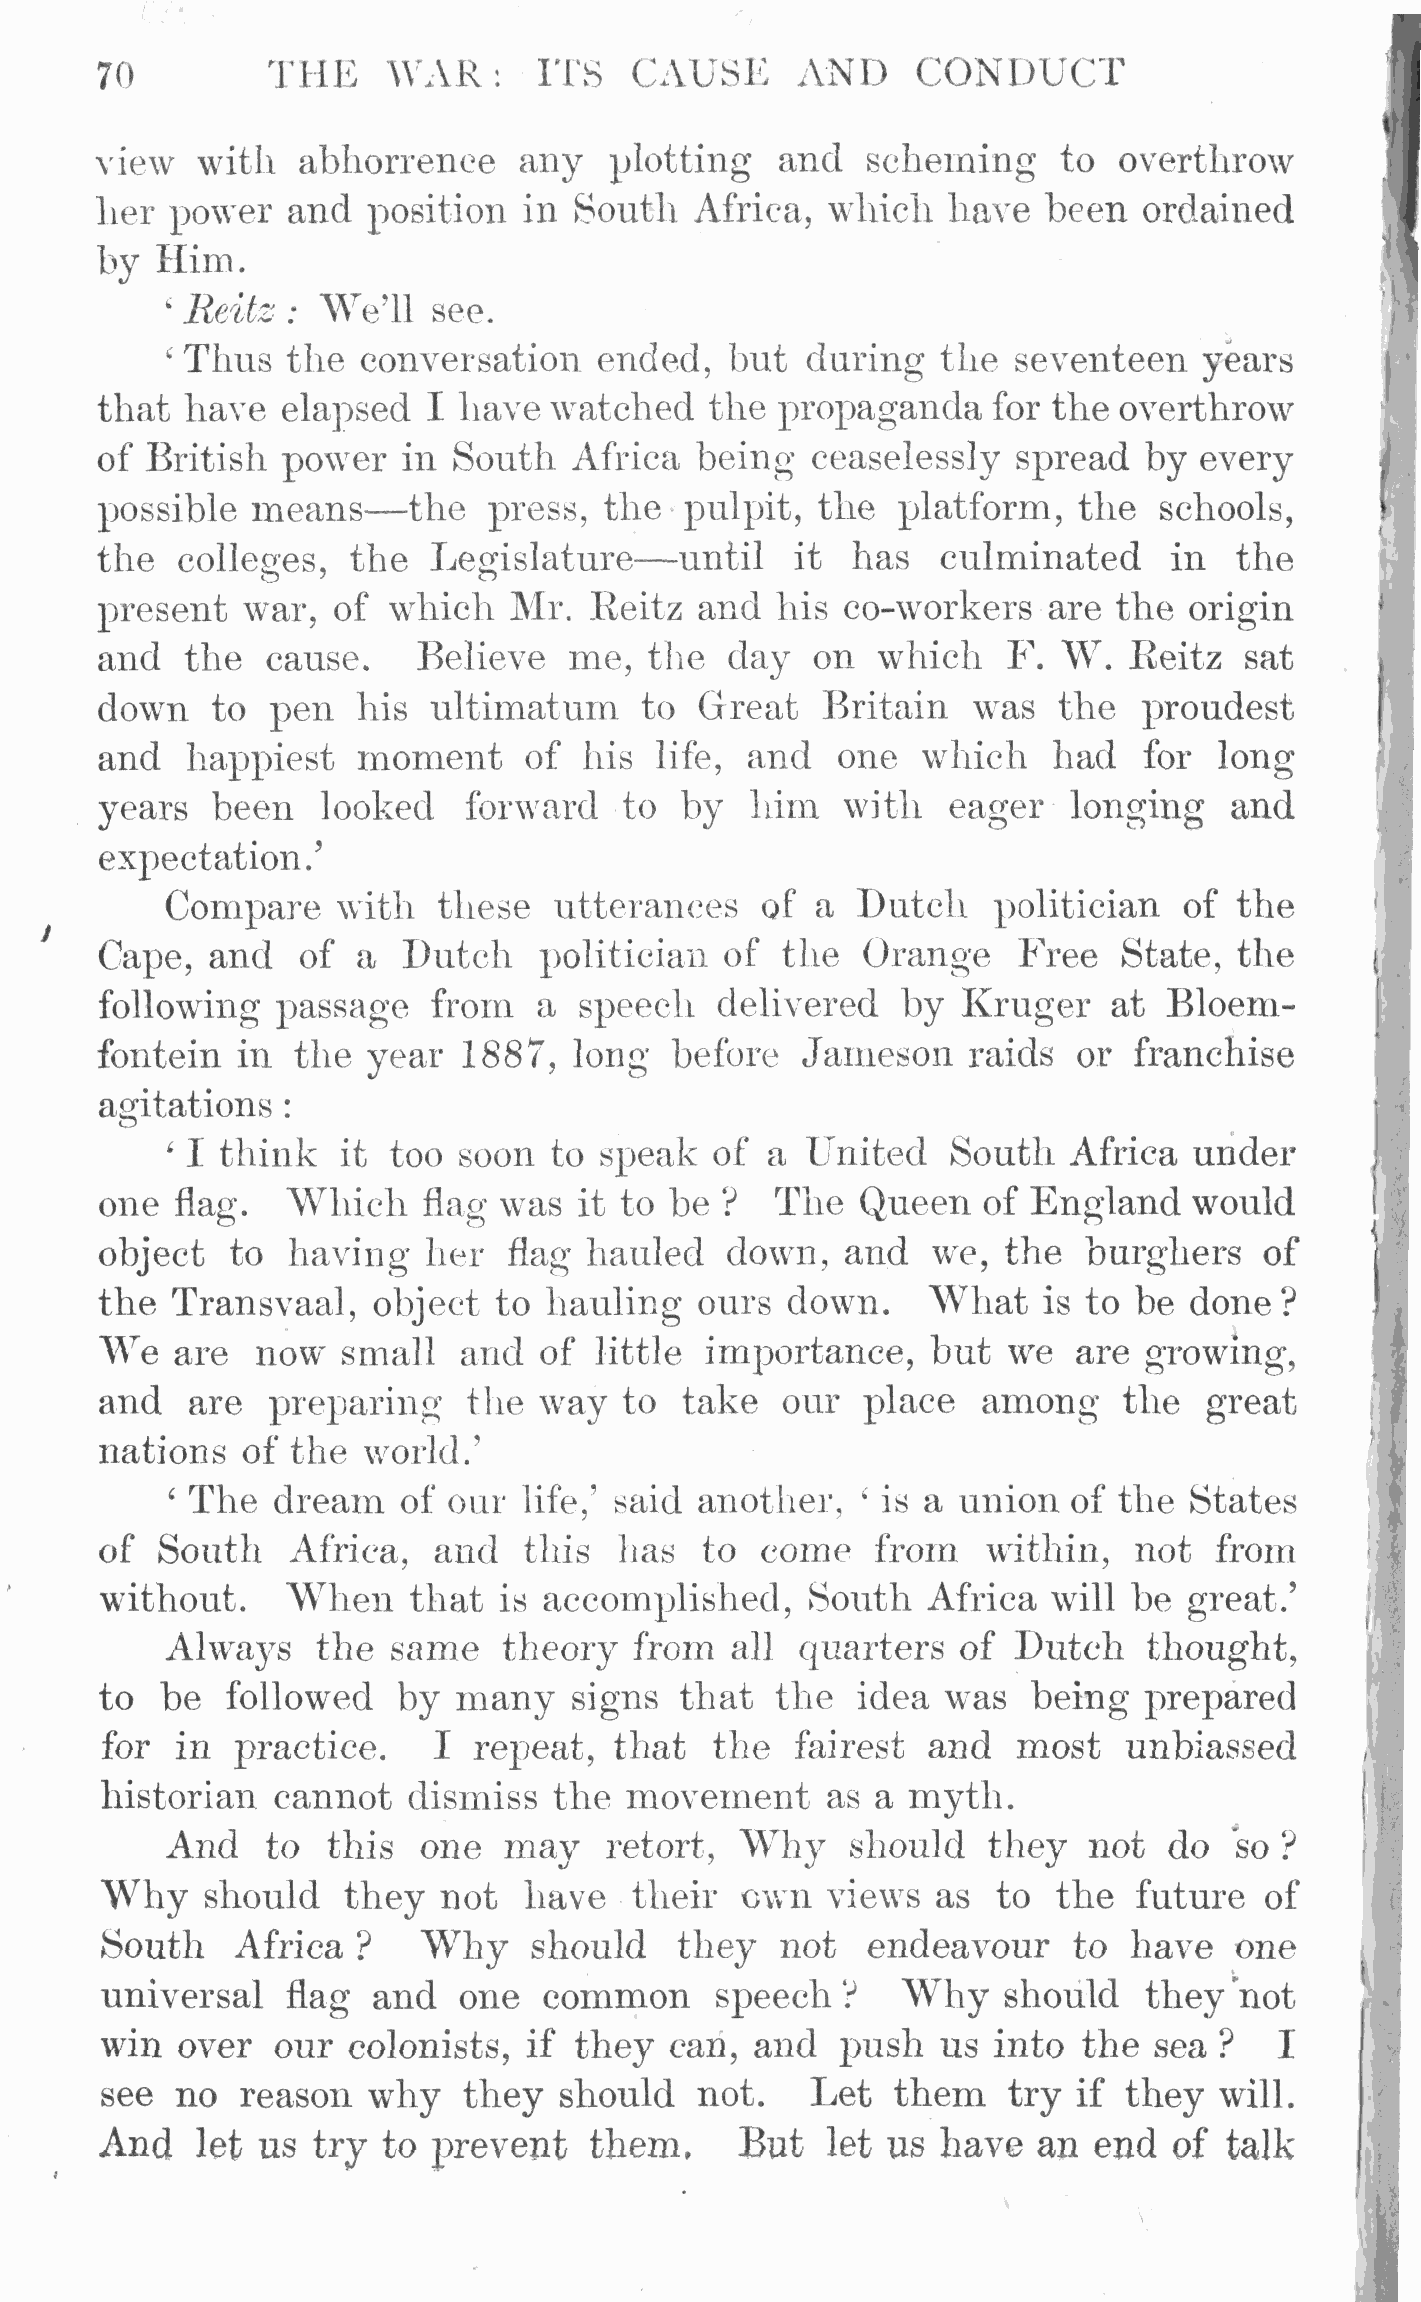 70 THE WAR: ITS CAUSE AND CONDUCT
view with abhorrence any plotting and scheming to overthrow
her power and position in South Africa, which have been ordained
by Him.
‘ Reitz : We’ll see.
‘ Thus the conversation ended, but during the seventeen years
that have elapsed I have watched the propaganda for the overthrow
of British power in South Africa being ceaselessly spread by every
possible means—the press, the pulpit, the platform, the schools,
the colleges, the Legislature—until it has culminated in the
present war, of which Mr. Reitz and his co-workers are the origin
and the cause. Believe me, the day on which F. W. Reitz sat
down to pen his ultimatum to Great Britain was the proudest
and happiest moment of his life, and one which had for long
years been looked forward to by him with eager longing and
expectation.’
Compare with these utterances of a Dutch politician of the
Cape, and of a Dutch politician of the Orange Free State, the
following passage from a speech delivered by Kruger at Bloem-
fontein in the year 1887, long before Jameson raids or franchise
agitations :
‘ I think it too soon to speak of a United South Africa under
one flag. Which flag was it to be ? The Queen of England would
object to having her flag hauled down, and we, the burghers of
the Transvaal, object to hauling ours down. What is to be done ?
We are now small and of little importance, but we are growing,
and are preparing the way to take our place among the great
nations of the world.’
‘ The dream of our life,’ said another, ‘ is a union of the States
of South Africa, and this has to come from within, not from
without. When that is accomplished, South Africa will be great.’
Always the same theory from all quarters of Dutch thought,
to be followed by many signs that the idea was being prepared
for in practice. I repeat, that the fairest and most unbiassed
historian cannot dismiss the movement as a myth.
And to this one may retort, Why should they not do so ?
Why should they not have their own views as to the future of
South Africa ? Why should they not endeavour to have one
universal flag and one common speech ? Why should they not
win over our colonists, if they can, and push us into the sea ? I
see no reason why they should not. Let them try if they will.
And let us try to prevent them. But let us have an end of talk